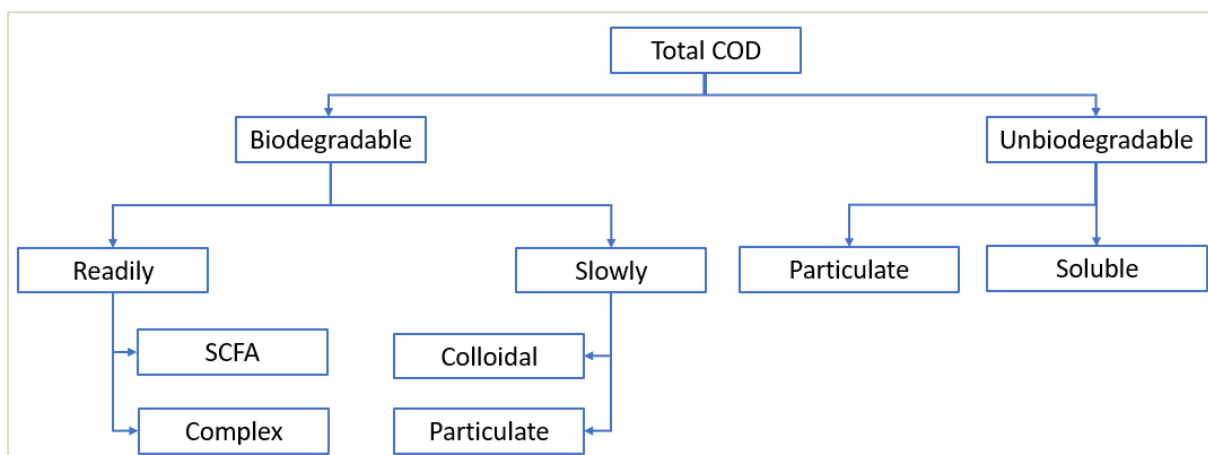 Total COD
Biodegradable
Unbiodegradable
Readily
Slowly
Particulate
Soluble
SCFA
Colloidal
Complex
Particulate